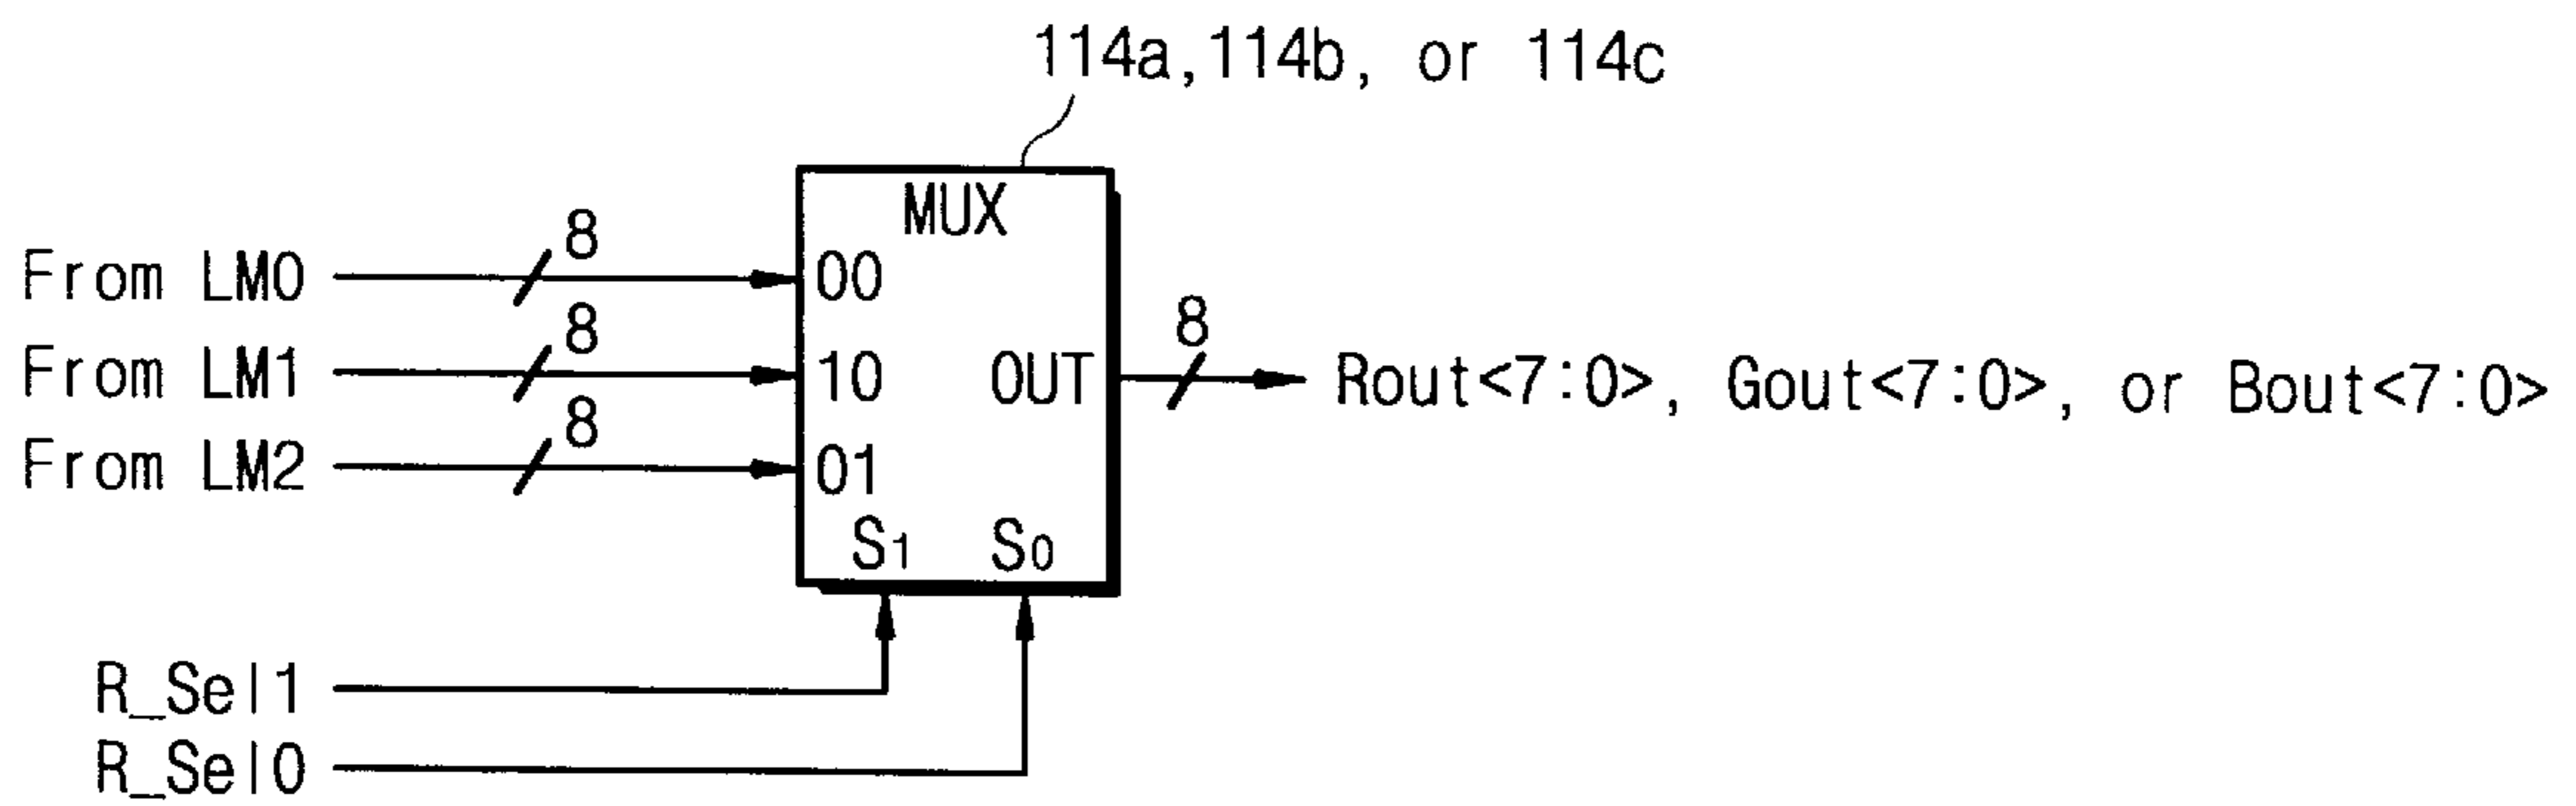 114a,114b, or 114c
MUX
8
From LM0
00
8
From LM1
10
OUT
8
Rout<7:0>, Gout<7:0>, or Bout<7:0>
8
From LM2
01
S1
S0
R_Sel1
R_Sel0